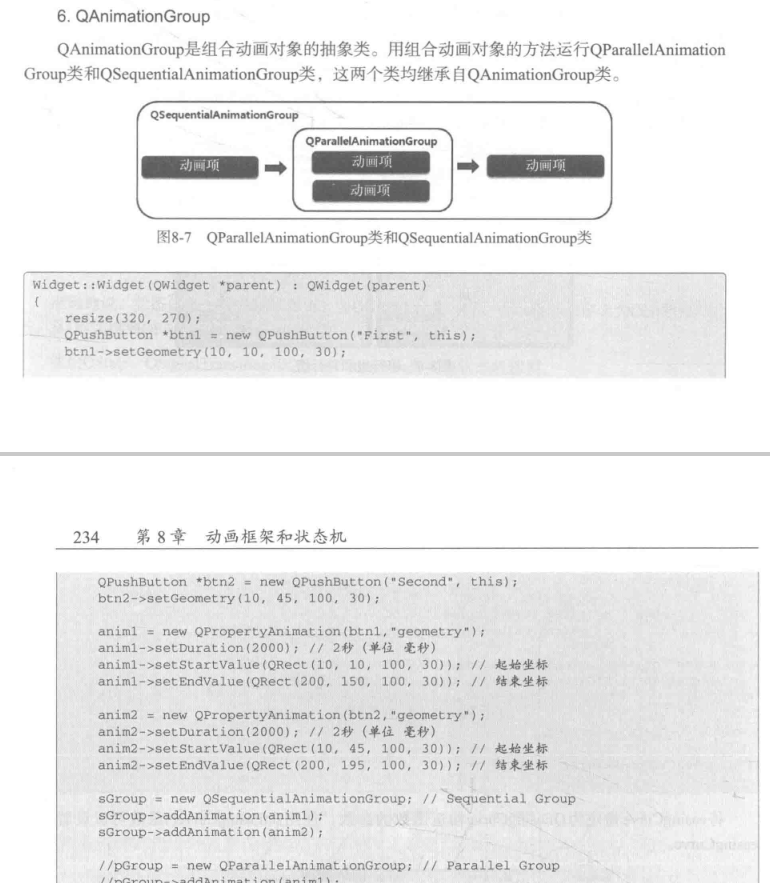 6. QAnimationGroup
QAnimationGroup是组合动画对象的抽象类。用组合动画对象的方法运行QParallelAnimation
Group类和QSequentialAnimationGroup类，这两个类均继承自QAnimationGroup类。
QSequentialAnimationGroup
QParallelAnimationGroup
动画项
动画项
动画项
动画项
图8-7 QParallelAnimationGroup类和QSequentialAnimationGroup类
Widget::Widget(QWidget *parent) : QWidget(parent)
{
resize(320, 270);
QPushButton *btn1 = new QPushButton("First", this);
btn1->setGeometry(10, 10, 100, 30);
234 第 8 章 动画框架和状态机
QPushButton *btn2 = new QPushButton("Second", this);
btn2->setGeometry(10, 45, 100, 30);
anim1 = new QPropertyAnimation(btn1,"geometry");
anim1->setDuration(2000); // 2秒 (单位 毫秒)
anim1->setStartValue(QRect(10, 10, 100, 30)); // 起始坐标
anim1->setEndValue(QRect(200, 150, 100, 30)); // 结束坐标
anim2 = new QPropertyAnimation(btn2,"geometry");
anim2->setDuration(2000); // 2秒 (单位 毫秒)
anim2->setStartValue(QRect(10, 45, 100, 30)); // 起始坐标
anim2->setEndValue(QRect(200, 195, 100, 30)); // 结束坐标
sGroup = new QSequentialAnimationGroup; // Sequential Group
sGroup->addAnimation(anim1);
sGroup->addAnimation(anim2);
//pGroup = new QParallelAnimationGroup; // Parallel Group
//pGroup->addAnimation(anim1);